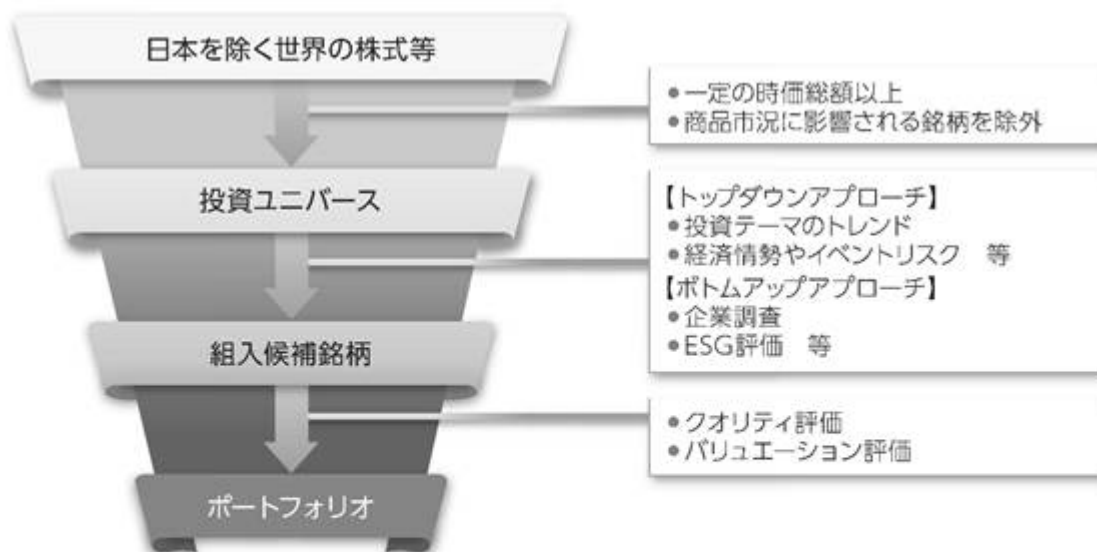 日本を除く世界の株式等
●一定の時価総額以上
●商品市況に影響される銘柄を除外
投資ユニバース
【トップダウンアプローチ】
●投資テーマのトレンド
●経済情勢やイベントリスク　等
【ボトムアップアプローチ】
●企業調査
●ESG評価　等
組入候補銘柄
●クオリティ評価
●バリュエーション評価
ポートフォリオ